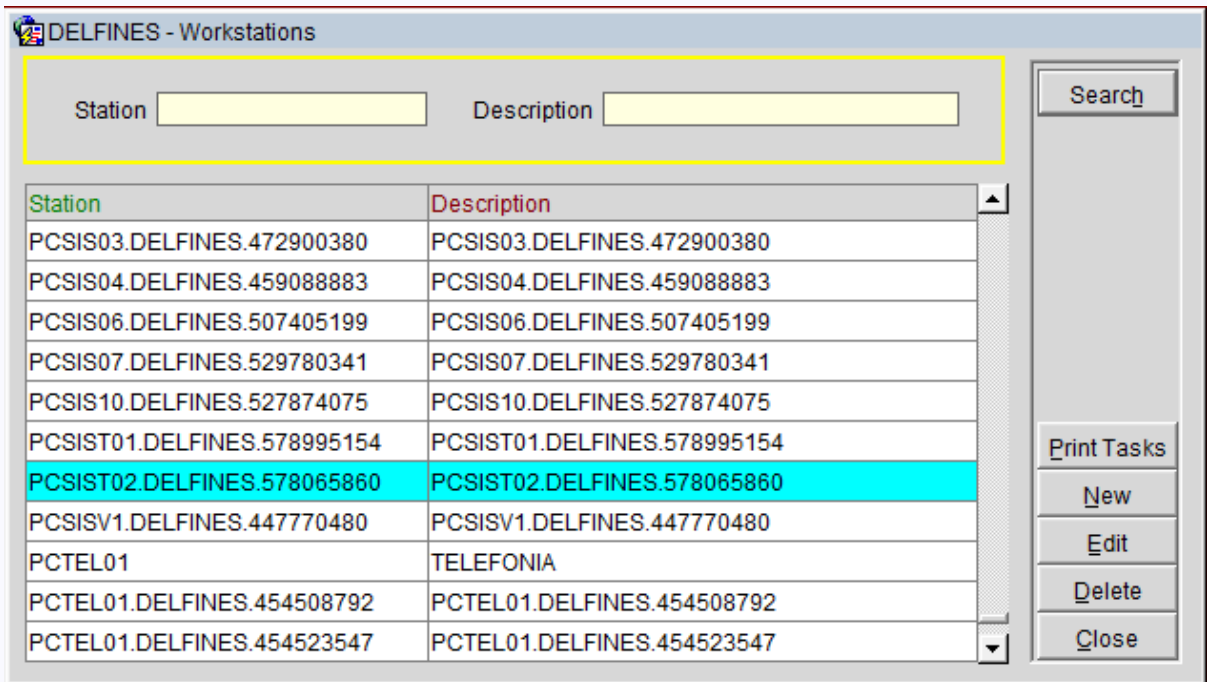 DELFINES - Workstations
Station Description Search
Station Description
PCSIS03.DELFINES.472900380 PCSIS03.DELFINES.472900380
PCSIS04.DELFINES.459088883 PCSIS04.DELFINES.459088883
PCSIS06.DELFINES.507405199 PCSIS06.DELFINES.507405199
PCSIS07.DELFINES.529780341 PCSIS07.DELFINES.529780341
PCSIS10.DELFINES.527874075 PCSIS10.DELFINES.527874075
PCSIST01.DELFINES.578995154 PCSIST01.DELFINES.578995154
PCSIST02.DELFINES.578065860 PCSIST02.DELFINES.578065860
PCSISV1.DELFINES.447770480 PCSISV1.DELFINES.447770480
PCTEL01 TELEFONIA
PCTEL01.DELFINES.454508792 PCTEL01.DELFINES.454508792
PCTEL01.DELFINES.454523547 PCTEL01.DELFINES.454523547
Print Tasks
New
Edit
Delete
Close